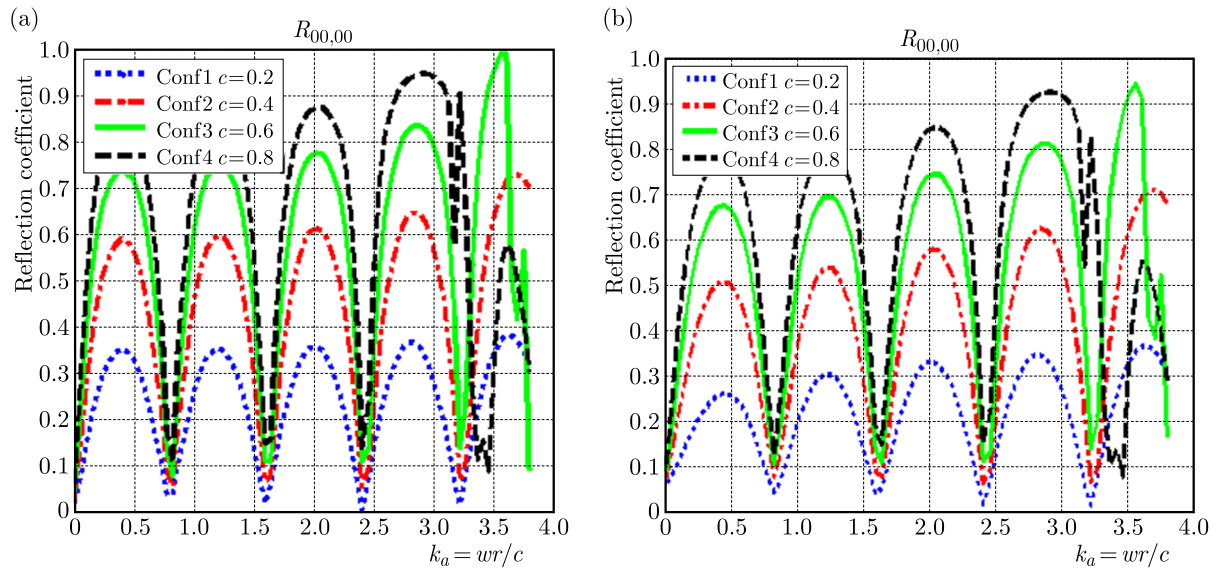 (a)
R00,00
1.0
0.9
0.8
0.7
0.6
0.5
0.4
0.3
0.2
0.1
0
Reflection coefficient
Conf1 c=0.2
Conf2 c=0.4
Conf3 c=0.6
Conf4 c=0.8
0 0.5 1.0 1.5 2.0 2.5 3.0 3.5 4.0
ka=wr/c
(b)
R00,00
1.0
0.9
0.8
0.7
0.6
0.5
0.4
0.3
0.2
0.1
0
Reflection coefficient
Conf1 c=0.2
Conf2 c=0.4
Conf3 c=0.6
Conf4 c=0.8
0 0.5 1.0 1.5 2.0 2.5 3.0 3.5 4.0
ka=wr/c